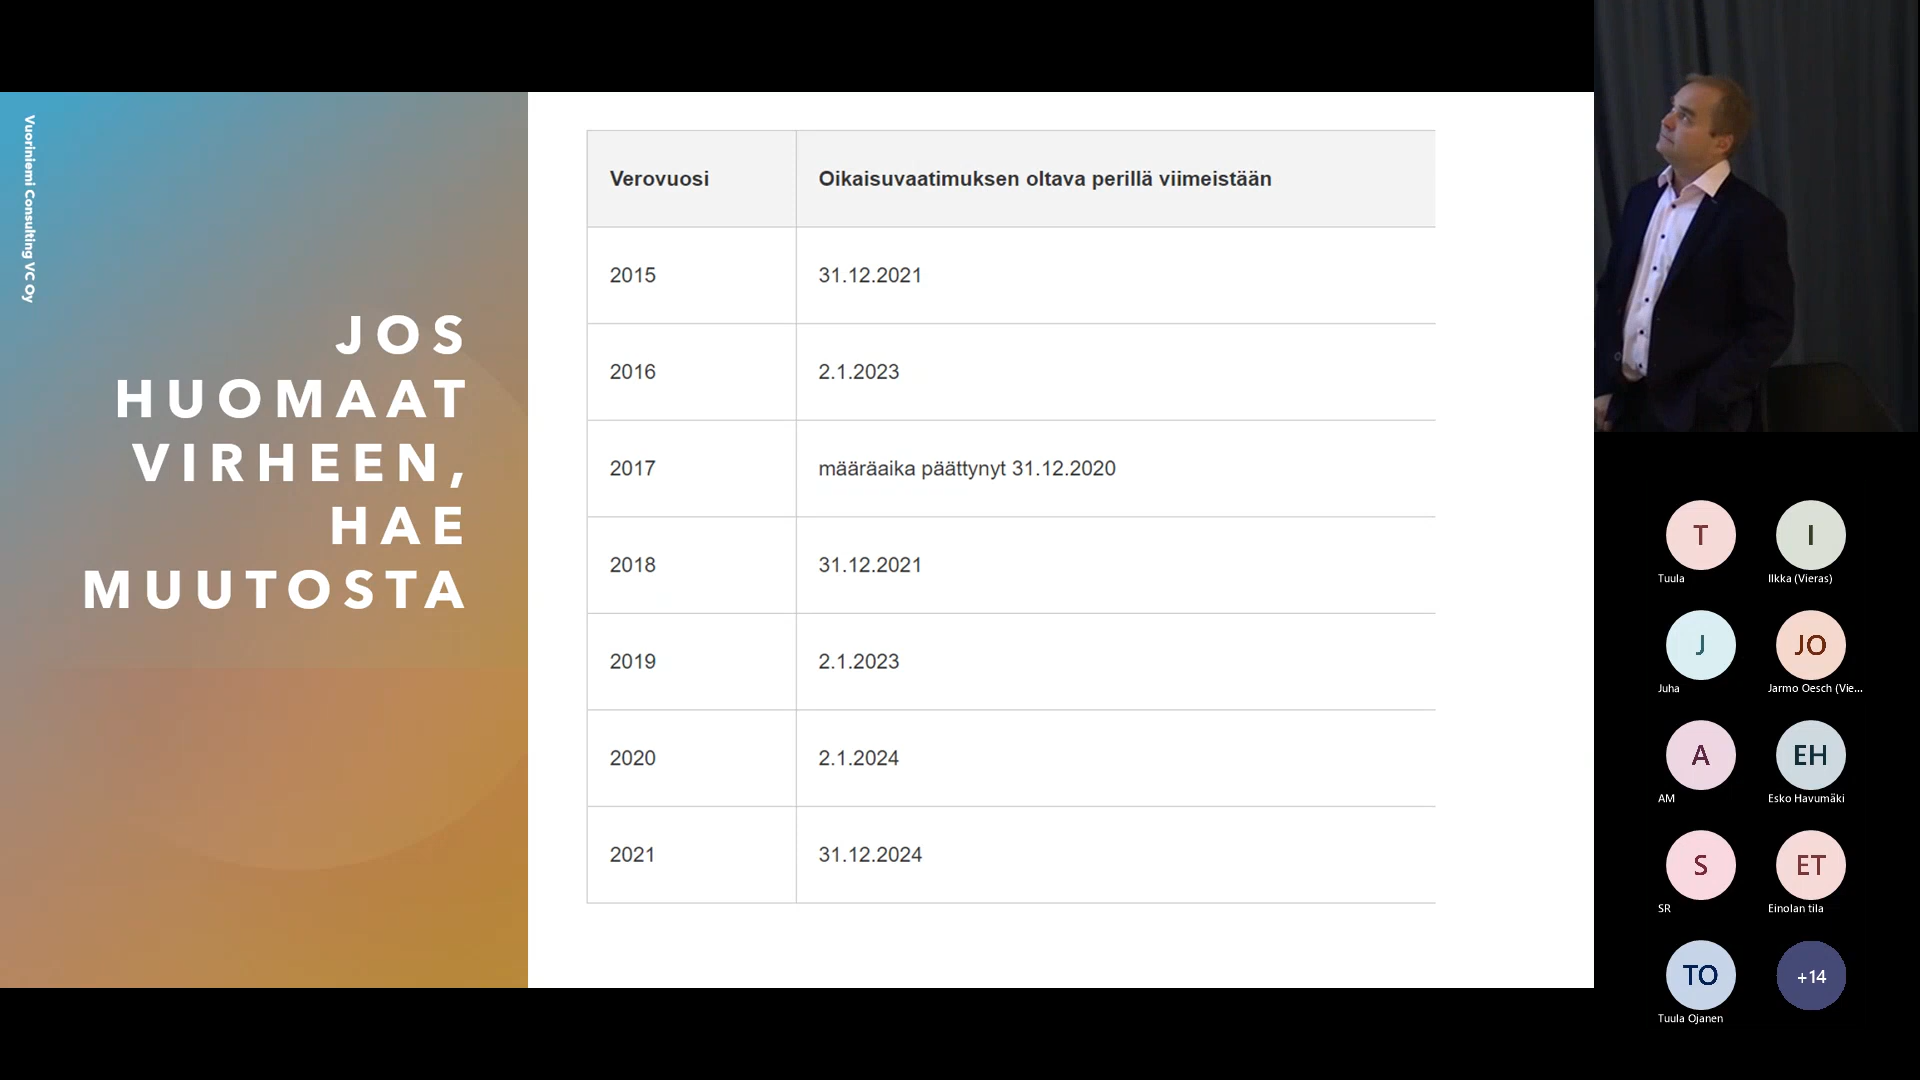 Vuoriniemi Consulting VC Oy
JOS
HUOMAAT
VIRHEEN,
HAE
MUUTOSTA
Verovuosi Oikaisuvaatimuksen oltava perillä viimeistään
2015 31.12.2021
2016 2.1.2023
2017 määräaika päättynyt 31.12.2020
2018 31.12.2021
2019 2.1.2023
2020 2.1.2024
2021 31.12.2024
T I
Tuula Ilkka (Vieras)
J JO
Juha Jarmo Oesch (Vie...
A EH
AM Esko Havumäki
S ET
SR Einolan tila
TO +14
Tuula Ojanen